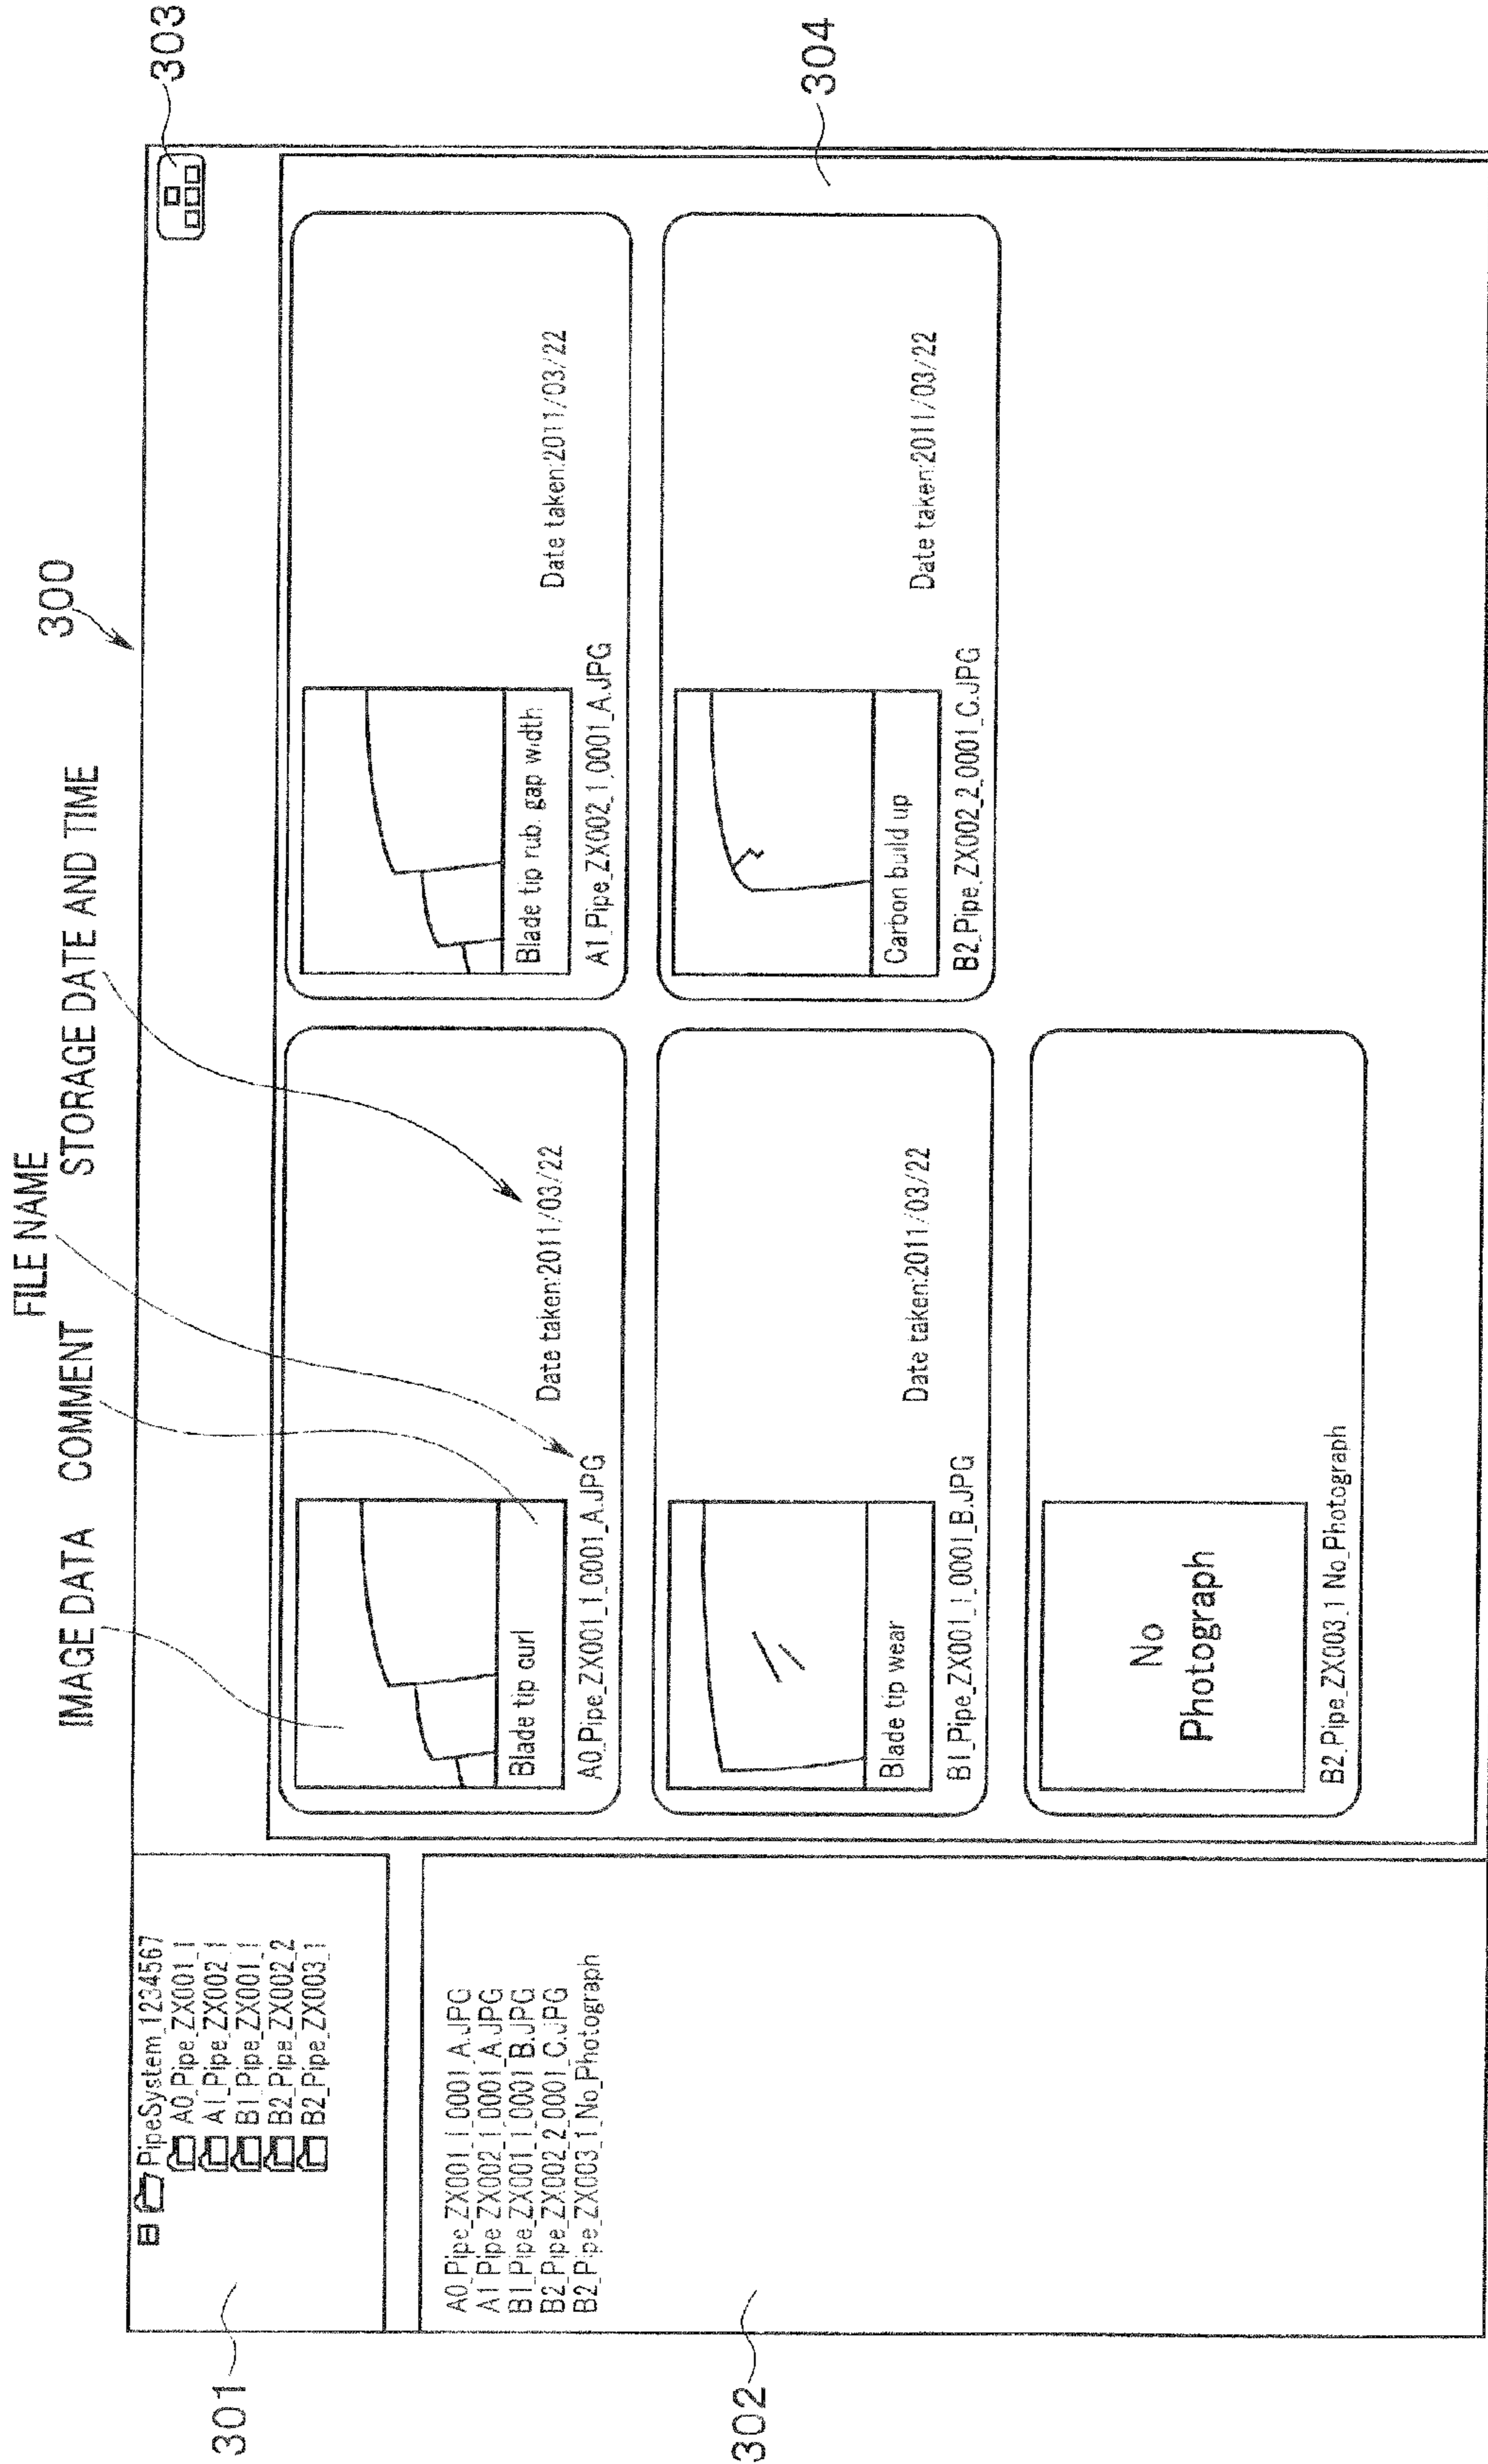 300
FILE NAME
IMAGE DATA
COMMENT
STORAGE DATE AND TIME
303
301
PipeSystem_1234567
A0_Pipe_ZX001_1
A1_Pipe_ZX002_1
B1_Pipe_ZX001_1
B2_Pipe_ZX002_2
B2_Pipe_ZX003_1
302
A0_Pipe_ZX001_1_0001_A.JPG
A1_Pipe_ZX002_1_0001_A.JPG
B1_Pipe_ZX001_1_0001_B.JPG
B2_Pipe_ZX002_2_0001_C.JPG
B2_Pipe_ZX003_1_No_Photograph
304
Blade tip curl
Date taken:2011/03/22
A0_Pipe_ZX001_1_0001_A.JPG
Blade tip rub. gap width
Date taken:2011/03/22
A1_Pipe_ZX002_1_0001_A.JPG
Blade tip wear
Date taken:2011/03/22
B1_Pipe_ZX001_1_0001_B.JPG
Carbon build up
Date taken:2011/03/22
B2_Pipe_ZX002_2_0001_C.JPG
No
Photograph
B2_Pipe_ZX003_1 No_Photograph